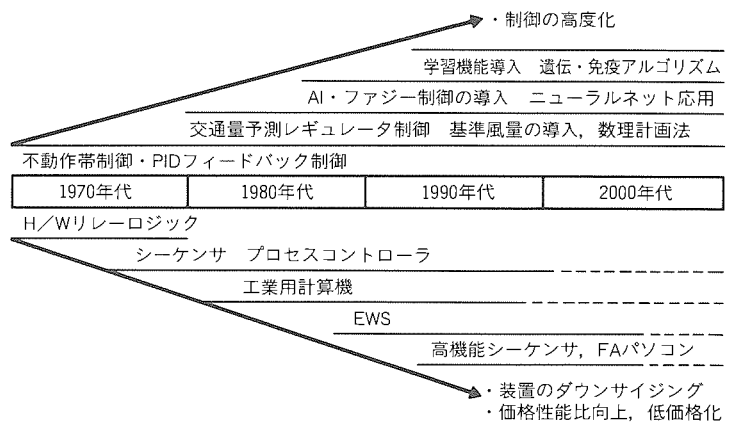 ・制御の高度化
学習機能導入　遺伝・免疫アルゴリズム
AI・ファジー制御の導入　ニューラルネット応用
交通量予測レギュレータ制御　基準風量の導入，数理計画法
不動作帯制御・PIDフィードバック制御
1970年代　1980年代　1990年代　2000年代
H／Wリレーロジック
シーケンサ　プロセスコントローラ
工業用計算機
EWS
高機能シーケンサ，FAパソコン
・装置のダウンサイジング
・価格性能比向上，低価格化